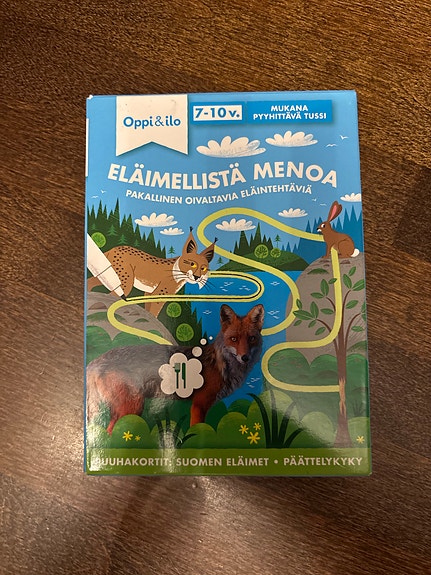 Oppi&ilo
7-10 v.
MUKANA
PYYHITTÄVÄ TUSSI
ELÄIMELLISTÄ MENOA
PAKALLINEN OIVALTAVIA ELÄINTEHTÄVIÄ
PUUHAKORTIT: SUOMEN ELÄIMET • PÄÄTTELYKYKY